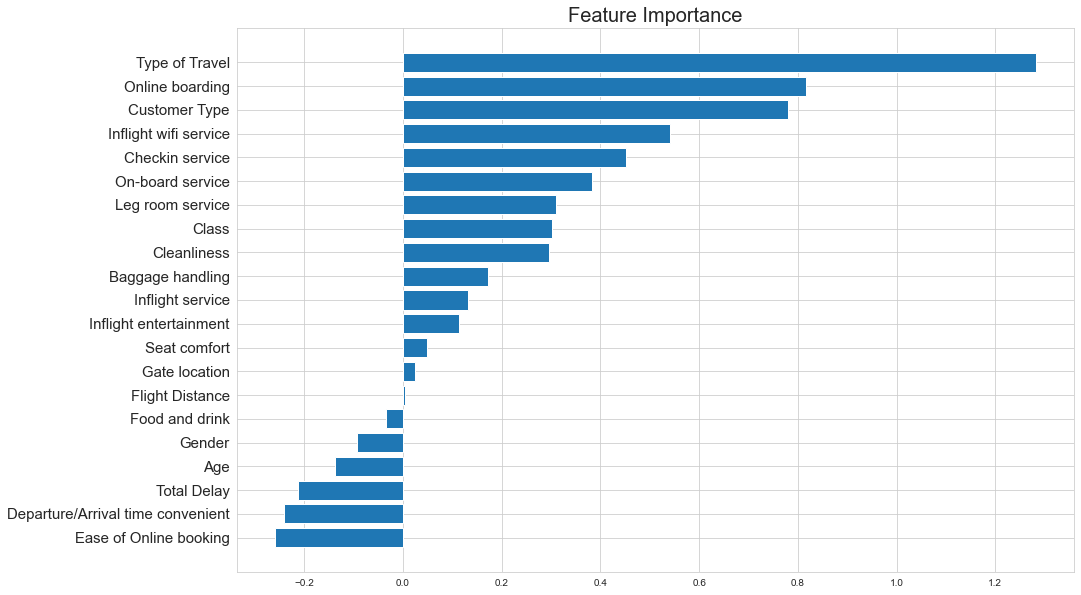 Feature Importance
Type of Travel
Online boarding
Customer Type
Inflight wifi service
Checkin service
On-board service
Leg room service
Class
Cleanliness
Baggage handling
Inflight service
Inflight entertainment
Seat comfort
Gate location
Flight Distance
Food and drink
Gender
Age
Total Delay
Departure/Arrival time convenient
Ease of Online booking
−0.2 0.0 0.2 0.4 0.6 0.8 1.0 1.2